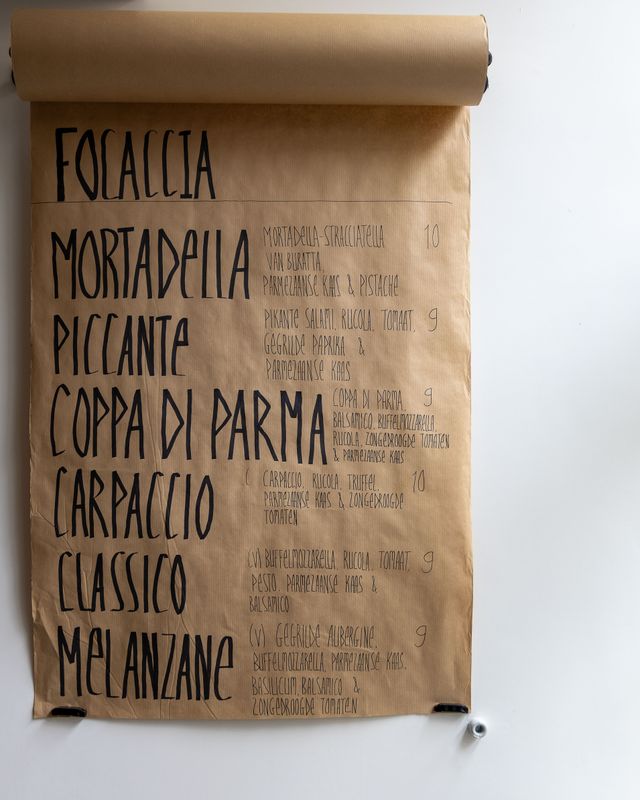 FOCACCIA
MORTADELLA
MORTADELLA-STRACCIATELLA 10
VAN BURATTA,
PARMEZAANSE KAAS & PISTACHE
PICCANTE
PIKANTE SALAMI, RUCOLA, TOMAAT, 9
GEGRILDE PAPRIKA &
PARMEZAANSE KAAS
COPPA DI PARMA
COPPA DI PARMA, 9
BALSAMICO, BUFFELMOZZARELLA,
RUCOLA, ZONGEDROOGDE TOMATEN
& PARMEZAANSE KAAS
CARPACCIO
CARPACCIO, RUCOLA, TRUFFEL, 10
PARMEZAANSE KAAS & ZONGEDROOGDE
TOMATEN
CLASSICO
(V) BUFFELMOZZARELLA, RUCOLA, TOMAAT, 9
PESTO, PARMEZAANSE KAAS &
BALSAMICO
MELANZANE
(V) GEGRILDE AUBERGINE, 9
BUFFELMOZZARELLA, PARMEZAANSE KAAS,
BASILICUM, BALSAMICO &
ZONGEDROOGDE TOMATEN